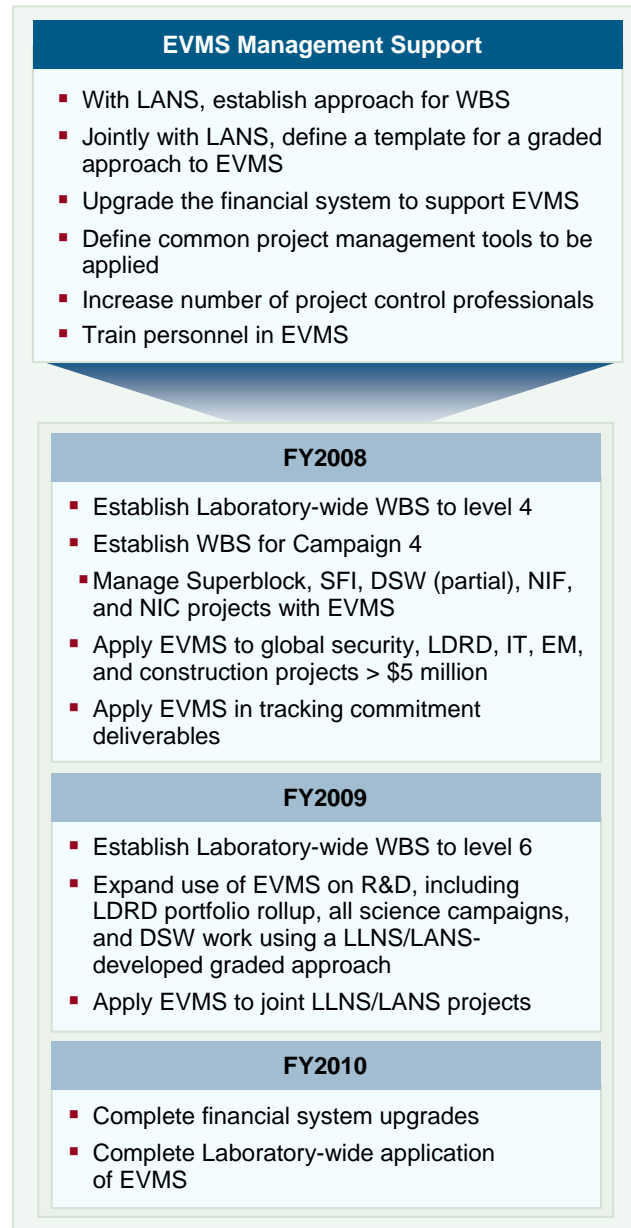 EVMS Management Support
▪ With LANS, establish approach for WBS
▪ Jointly with LANS, define a template for a graded
approach to EVMS
▪ Upgrade the financial system to support EVMS
▪ Define common project management tools to be
applied
▪ Increase number of project control professionals
▪ Train personnel in EVMS
FY2008
▪ Establish Laboratory-wide WBS to level 4
▪ Establish WBS for Campaign 4
▪ Manage Superblock, SFI, DSW (partial), NIF,
and NIC projects with EVMS
▪ Apply EVMS to global security, LDRD, IT, EM,
and construction projects > $5 million
▪ Apply EVMS in tracking commitment
deliverables
FY2009
▪ Establish Laboratory-wide WBS to level 6
▪ Expand use of EVMS on R&D, including
LDRD portfolio rollup, all science campaigns,
and DSW work using a LLNS/LANS-
developed graded approach
▪ Apply EVMS to joint LLNS/LANS projects
FY2010
▪ Complete financial system upgrades
▪ Complete Laboratory-wide application
of EVMS